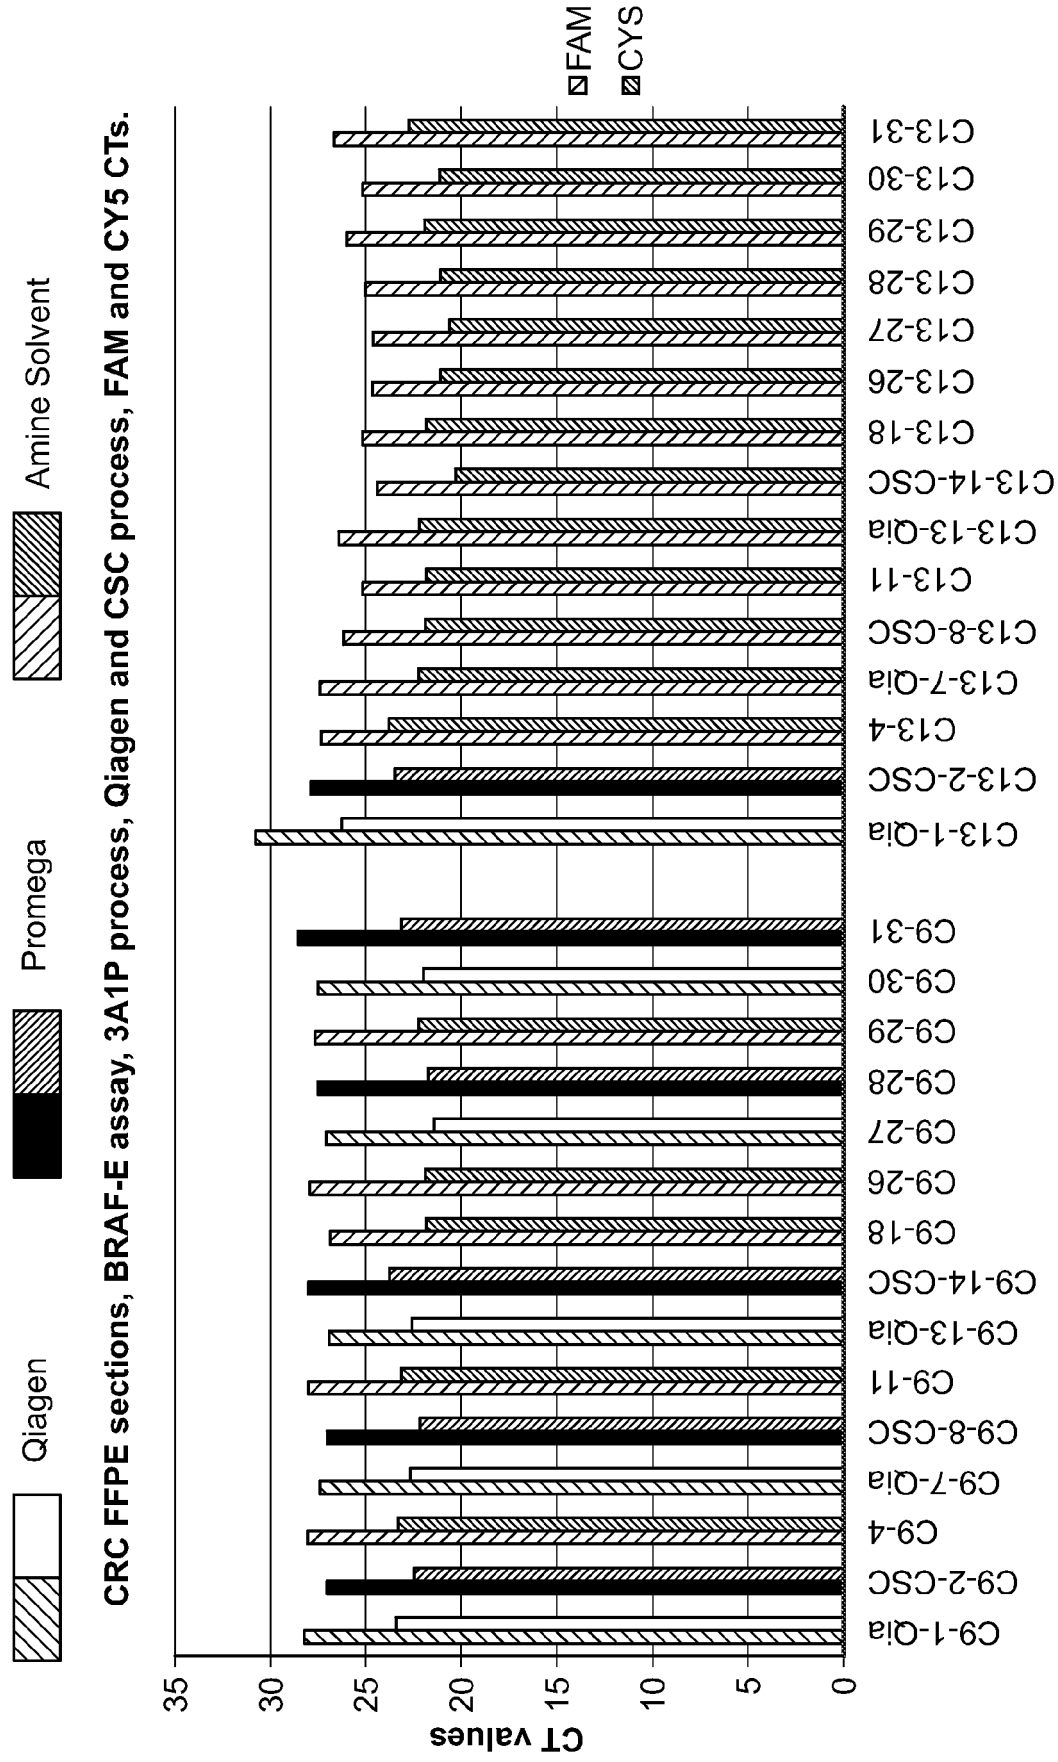 Qiagen
Promega
Amine Solvent
CRC FFPE sections, BRAF-E assay, 3A1P process, Qiagen and CSC process, FAM and CY5 CTs.
CT values
35
30
25
20
15
10
5
0
C9-1-Qia
C9-2-CSC
C9-4
C9-7-Qia
C9-8-CSC
C9-11
C9-13-Qia
C9-14-CSC
C9-18
C9-26
C9-27
C9-28
C9-29
C9-30
C9-31
C13-1-Qia
C13-2-CSC
C13-4
C13-7-Qia
C13-8-CSC
C13-11
C13-13-Qia
C13-14-CSC
C13-18
C13-26
C13-27
C13-28
C13-29
C13-30
C13-31
FAM
CYS